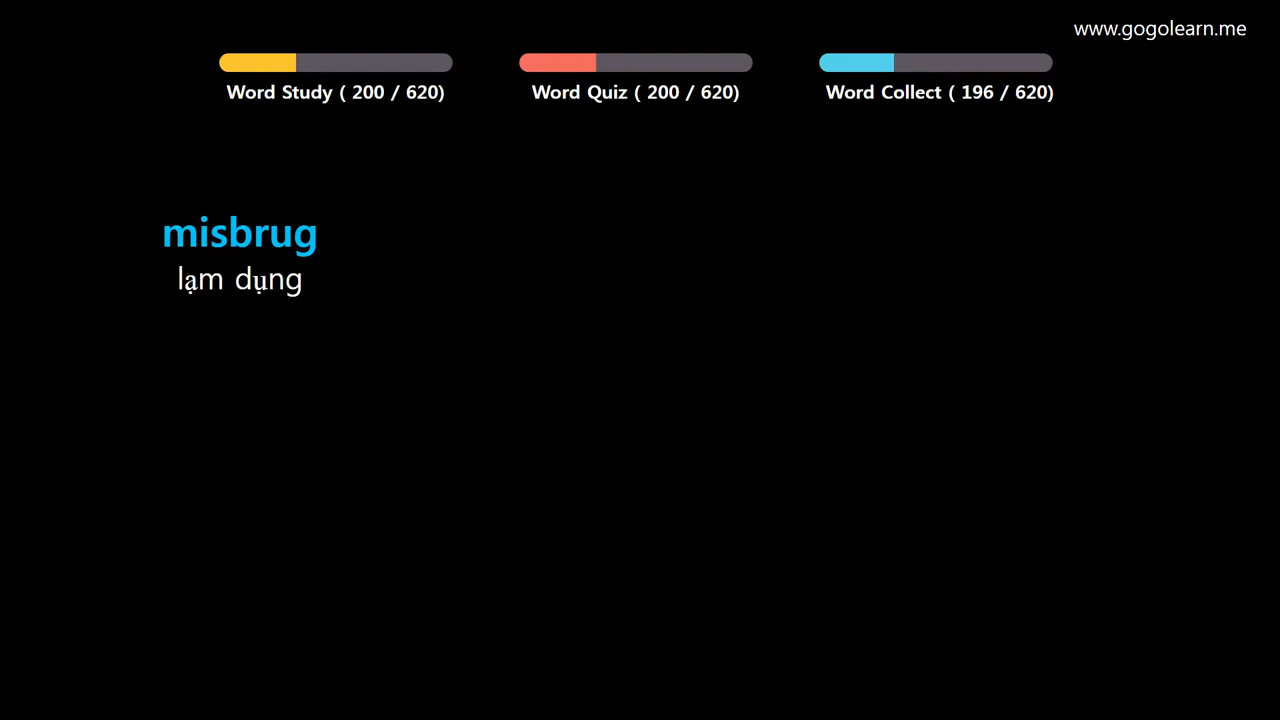 www.gogolearn.me
Word Study ( 200 / 620)
Word Quiz ( 200 / 620)
Word Collect ( 196 / 620)
misbrug
lạm dụng